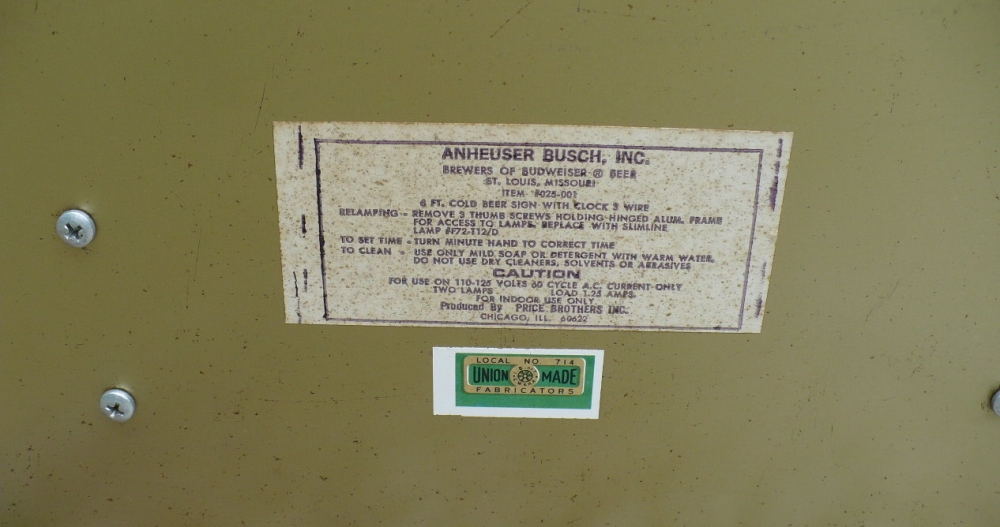 ANHEUSER BUSCH, INC.
BREWERS OF BUDWEISER ® BEER
ST. LOUIS, MISSOURI
ITEM #025-001
6 FT. COLD BEER SIGN WITH CLOCK 3 WIRE
RELAMPING - REMOVE 3 THUMB SCREWS HOLDING HINGED ALUM. FRAME
FOR ACCESS TO LAMPS. REPLACE WITH SLIMLINE
LAMP #F72-T12/D
TO SET TIME - TURN MINUTE HAND TO CORRECT TIME
TO CLEAN - USE ONLY MILD SOAP OR DETERGENT WITH WARM WATER.
DO NOT USE DRY CLEANERS, SOLVENTS OR ABRASIVES
CAUTION
FOR USE ON 110-125 VOLTS 60 CYCLE A.C. CURRENT ONLY
TWO LAMPS LOAD 1.25 AMPS.
FOR INDOOR USE ONLY
Produced By PRICE BROTHERS INC.
CHICAGO, ILL. 60622
LOCAL NO. 714
UNION MADE
FABRICATORS